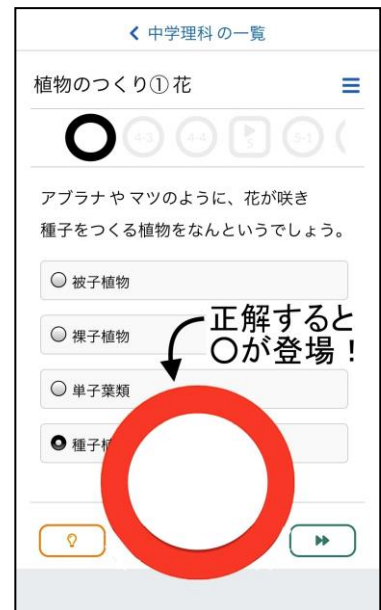 中学理科 の一覧
植物のつくり① 花
4-3 4-4 5 5-1
アブラナ や マツのように、花が咲き
種子をつくる植物をなんというでしょう。
被子植物
裸子植物
正解すると
〇が登場！
単子葉類
種子植